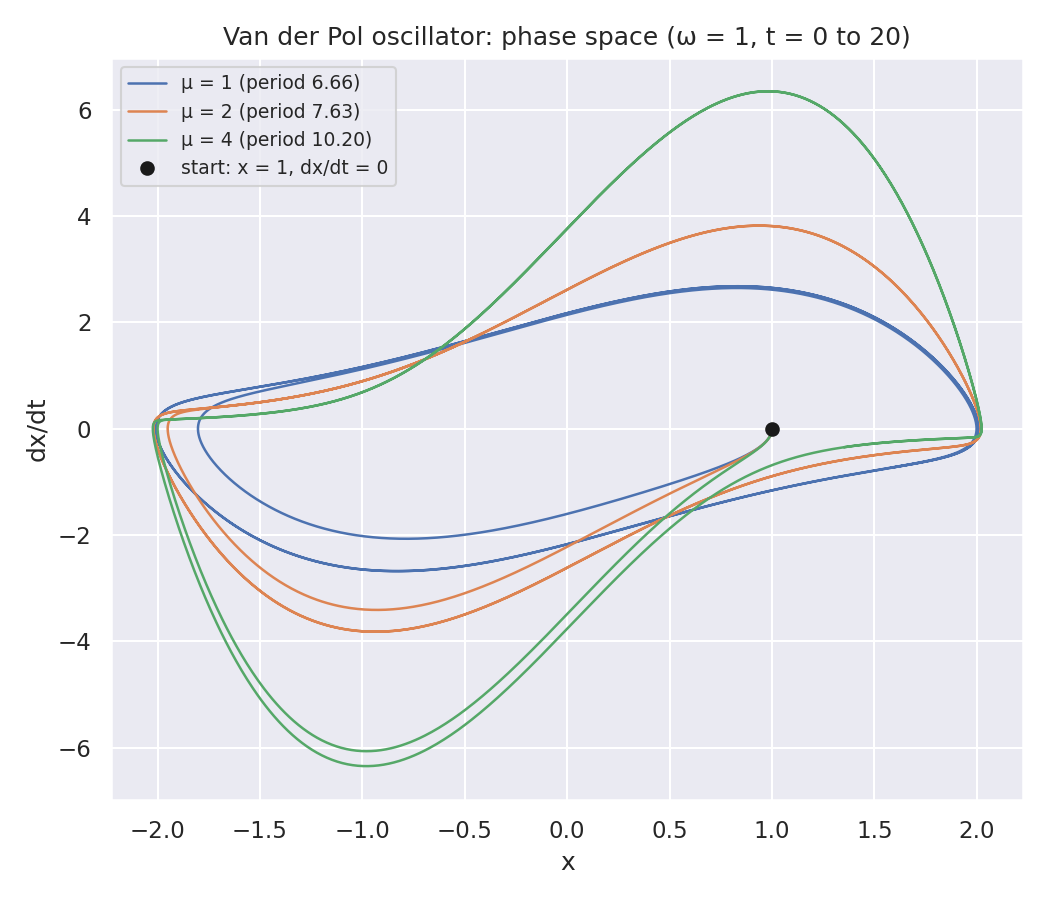 Van der Pol oscillator: phase space (ω = 1, t = 0 to 20)
μ = 1 (period 6.66)
μ = 2 (period 7.63)
μ = 4 (period 10.20)
start: x = 1, dx/dt = 0
dx/dt
6
4
2
0
−2
−4
−6
−2.0 −1.5 −1.0 −0.5 0.0 0.5 1.0 1.5 2.0
x